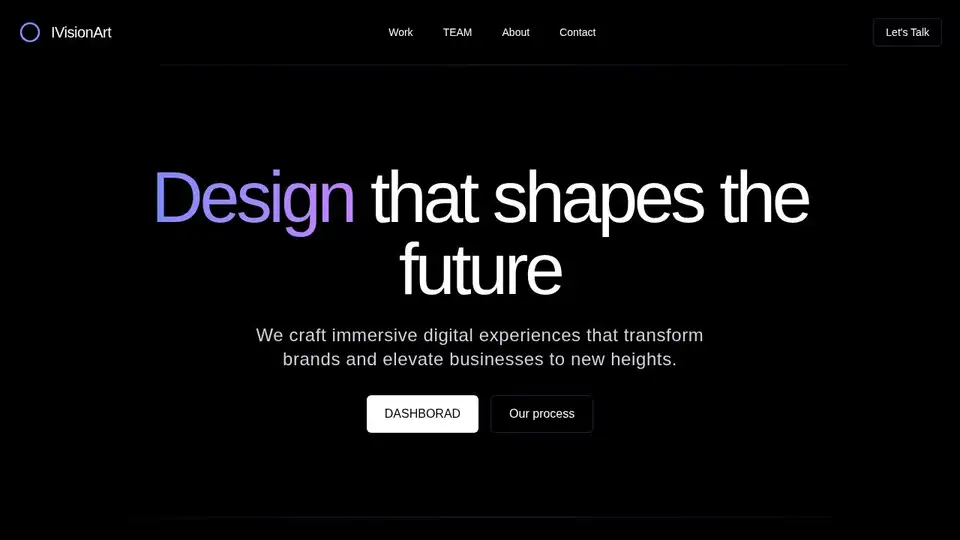 IVisionArt
Work
TEAM
About
Contact
Let's Talk
Design that shapes the
future
We craft immersive digital experiences that transform
brands and elevate businesses to new heights.
DASHBORAD
Our process